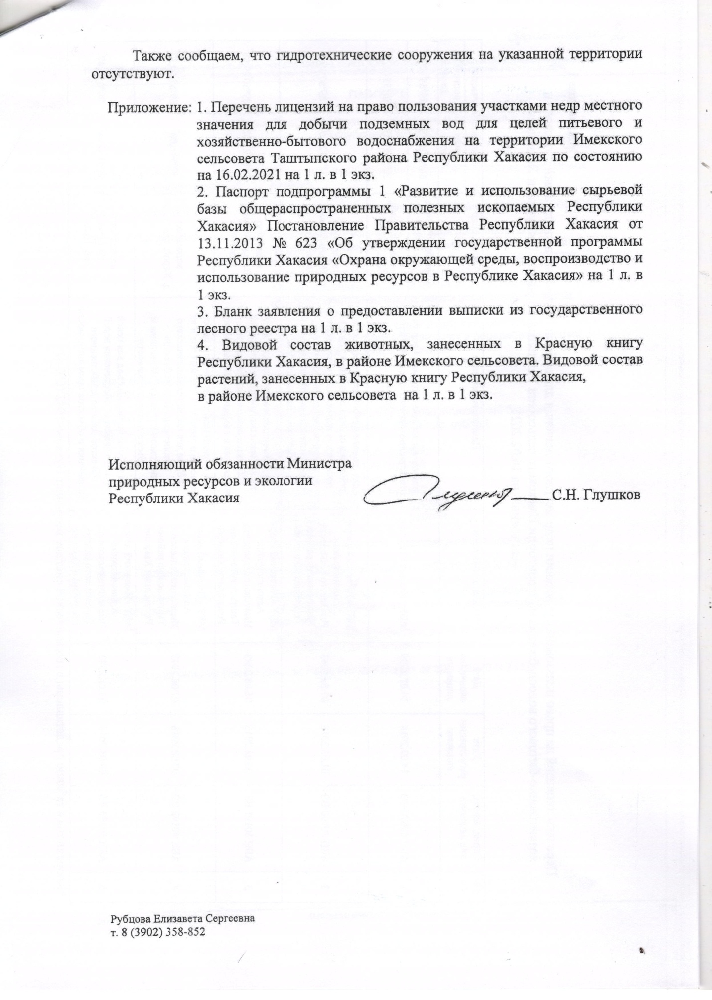 Также сообщаем, что гидротехнические сооружения на указанной территории
отсутствуют.
Приложение: 1. Перечень лицензий на право пользования участками недр местного
значения для добычи подземных вод для целей питьевого и
хозяйственно-бытового водоснабжения на территории Имекского
сельсовета Таштыпского района Республики Хакасия по состоянию
на 16.02.2021 на 1 л. в 1 экз.
2. Паспорт подпрограммы 1 «Развитие и использование сырьевой
базы общераспространенных полезных ископаемых Республики
Хакасия» Постановление Правительства Республики Хакасия от
13.11.2013 № 623 «Об утверждении государственной программы
Республики Хакасия «Охрана окружающей среды, воспроизводство и
использование природных ресурсов в Республике Хакасия» на 1 л. в
1 экз.
3. Бланк заявления о предоставлении выписки из государственного
лесного реестра на 1 л. в 1 экз.
4. Видовой состав животных, занесенных в Красную книгу
Республики Хакасия, в районе Имекского сельсовета. Видовой состав
растений, занесенных в Красную книгу Республики Хакасия,
в районе Имекского сельсовета на 1 л. в 1 экз.
Исполняющий обязанности Министра
природных ресурсов и экологии
Республики Хакасия С.Н. Глушков
Рубцова Елизавета Сергеевна
т. 8 (3902) 358-852